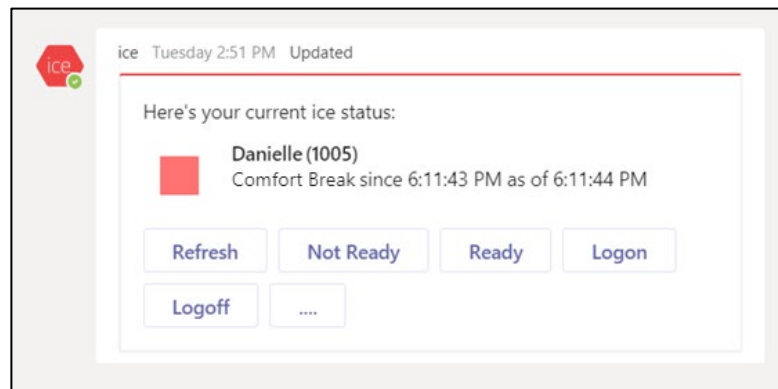 ice
ice Tuesday 2:51 PM Updated
Here's your current ice status:
Danielle (1005)
Comfort Break since 6:11:43 PM as of 6:11:44 PM
Refresh Not Ready Ready Logon
Logoff ....